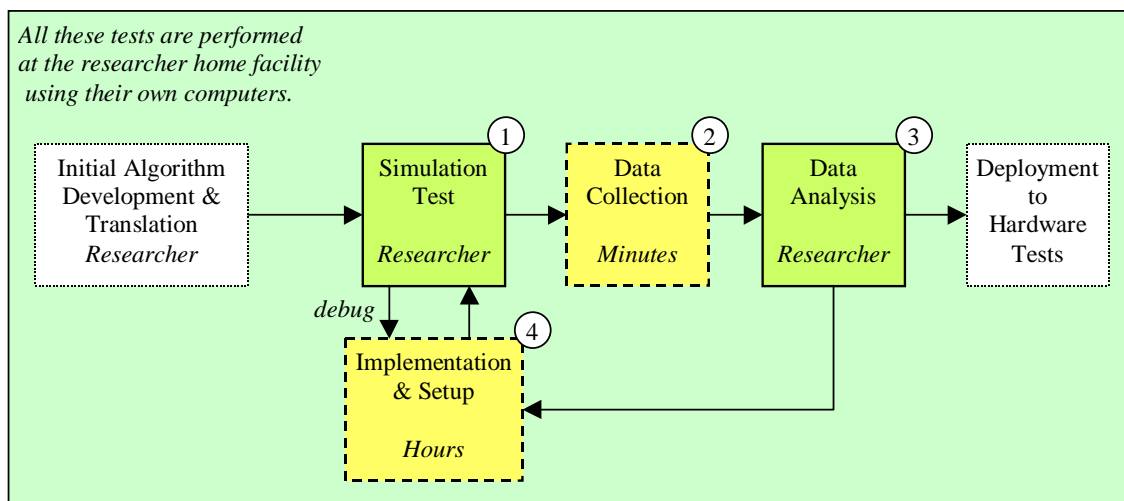 All these tests are performed
at the researcher home facility
using their own computers.
Initial Algorithm
Development &
Translation
Researcher
1
Simulation
Test
Researcher
2
Data
Collection
Minutes
3
Data
Analysis
Researcher
Deployment
to
Hardware
Tests
debug
4
Implementation
& Setup
Hours